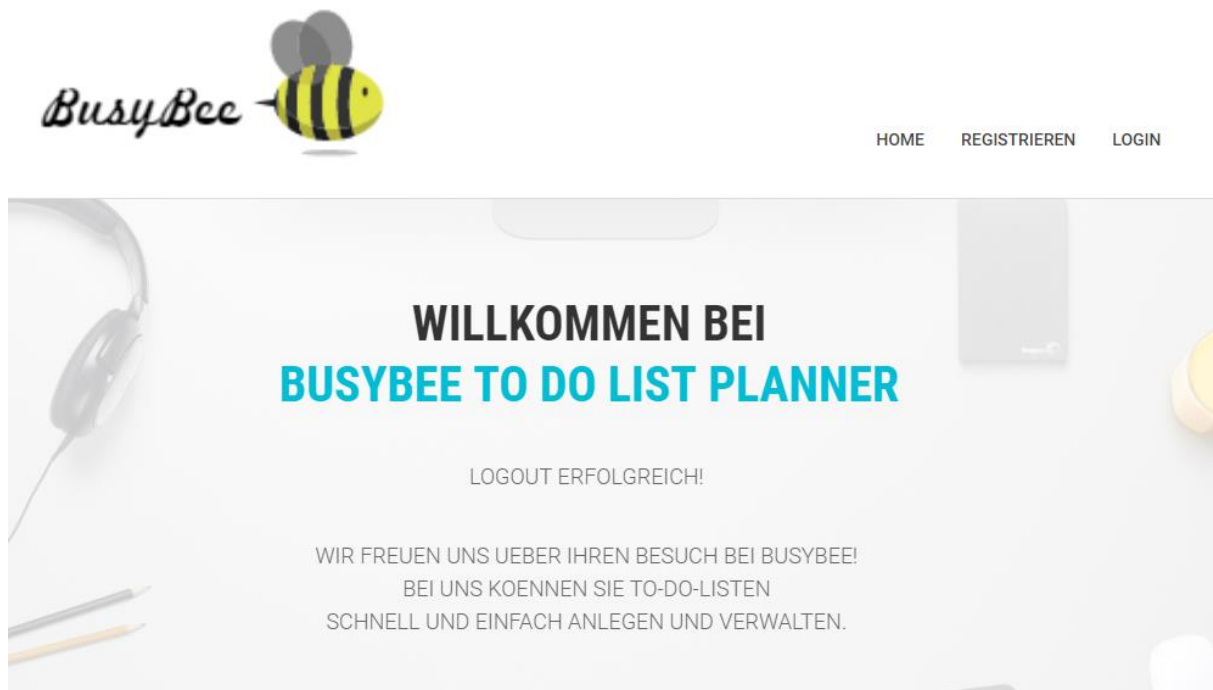 BusyBee
HOME REGISTRIEREN LOGIN
WILLKOMMEN BEI
BUSYBEE TO DO LIST PLANNER
LOGOUT ERFOLGREICH!
WIR FREUEN UNS UEBER IHREN BESUCH BEI BUSYBEE!
BEI UNS KOENNEN SIE TO-DO-LISTEN
SCHNELL UND EINFACH ANLEGEN UND VERWALTEN.